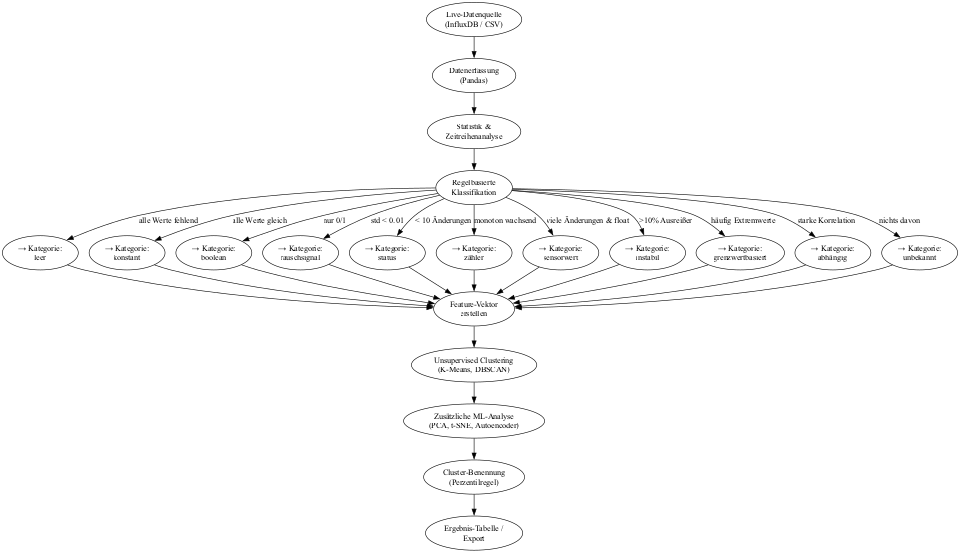 Live-Datenquelle
(InfluxDB / CSV)
Datenerfassung
(Pandas)
Statistik &
Zeitreihenanalyse
Regelbasierte
Klassifikation
alle Werte fehlend
alle Werte gleich
nur 0/1
std < 0.01
< 10 Änderungen
monoton wachsend
viele Änderungen & float
>10% Ausreißer
häufig Extremwerte
starke Korrelation
nichts davon
→ Kategorie:
leer
→ Kategorie:
konstant
→ Kategorie:
boolean
→ Kategorie:
rauschsignal
→ Kategorie:
status
→ Kategorie:
zähler
→ Kategorie:
sensorwert
→ Kategorie:
instabil
→ Kategorie:
grenzwertbasiert
→ Kategorie:
abhängig
→ Kategorie:
unbekannt
Feature-Vektor
erstellen
Unsupervised Clustering
(K-Means, DBSCAN)
Zusätzliche ML-Analyse
(PCA, t-SNE, Autoencoder)
Cluster-Benennung
(Perzentilregel)
Ergebnis-Tabelle /
Export